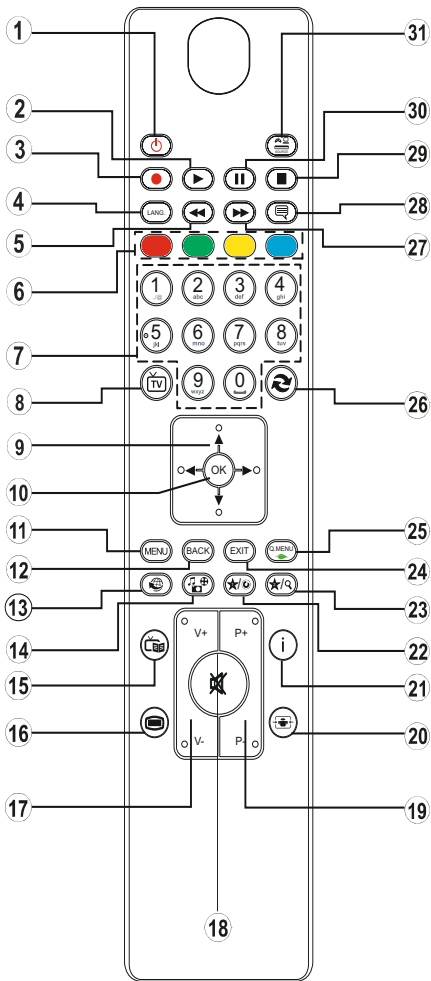 1
31
2
30
3
29
4
LANG.
28
SOURCE
5
27
6
1 2 3 4
./@ abc def ghi
7
5 6 7 8
jkl mno pqrs tuv
8
TV
9 0
wxyz
26
9
10
OK
11
MENU BACK EXIT Q.MENU
25
12
24
13
23
14
22
15
V+ P+
i
21
16
20
17
V- P-
19
18